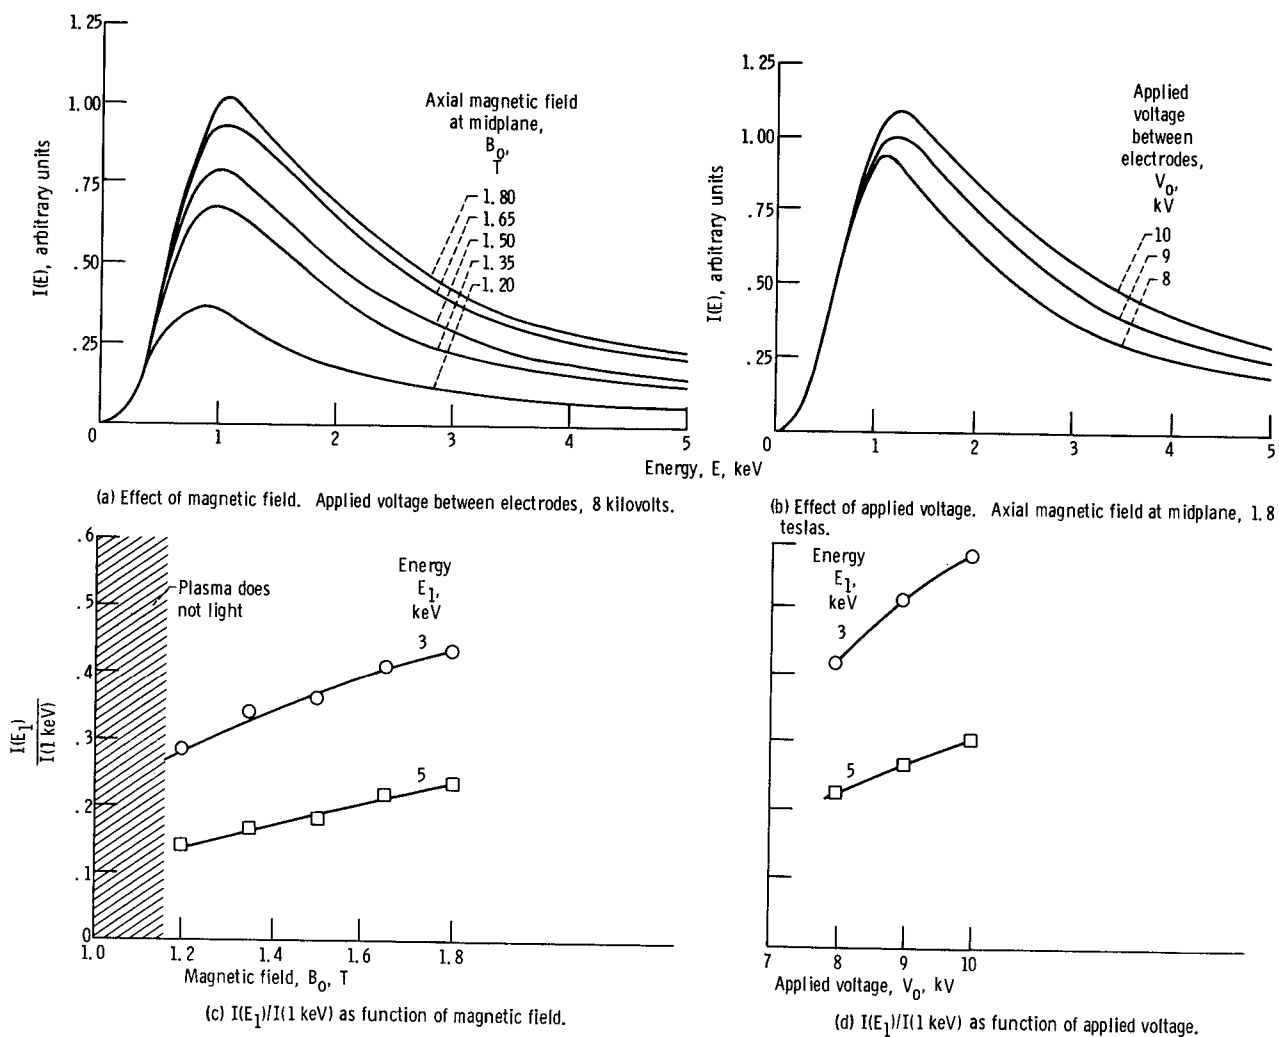 1.25
1.00
.75
.50
.25
0
1
2
3
4
5
I(E), arbitrary units
Axial magnetic field
at midplane,
B₀,
T
1.80
1.65
1.50
1.35
1.20
1.25
1.00
.75
.50
.25
0
1
2
3
4
5
I(E), arbitrary units
Applied
voltage
between
electrodes,
V₀,
kV
10
9
8
Energy, E, keV
(a) Effect of magnetic field. Applied voltage between electrodes, 8 kilovolts.
(b) Effect of applied voltage. Axial magnetic field at midplane, 1.8
teslas.
.6
.5
.4
.3
.2
.1
0
I(E₁)
I(1 keV)
Plasma does
not light
Energy
E₁,
keV
3
5
1.0
1.2
1.4
1.6
1.8
Magnetic field, B₀, T
(c) I(E₁)/I(1 keV) as function of magnetic field.
Energy
E₁,
keV
3
5
7
8
9
10
Applied voltage, V₀, kV
(d) I(E₁)/I(1 keV) as function of applied voltage.